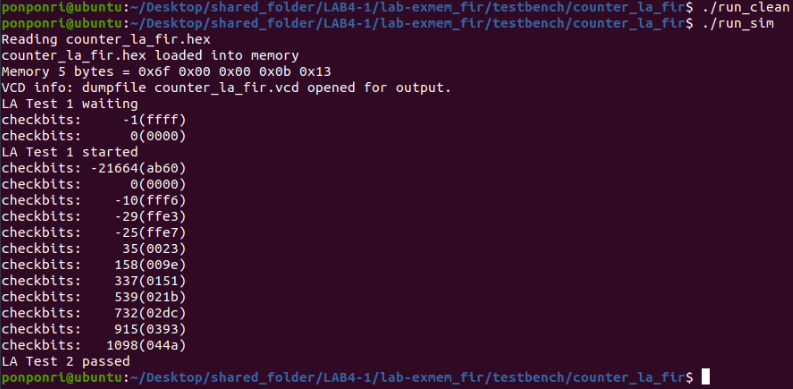 ponponri@ubuntu:~/Desktop/shared_folder/LAB4-1/lab-exmem_fir/testbench/counter_la_fir$ ./run_clean
ponponri@ubuntu:~/Desktop/shared_folder/LAB4-1/lab-exmem_fir/testbench/counter_la_fir$ ./run_sim
Reading counter_la_fir.hex
counter_la_fir.hex loaded into memory
Memory 5 bytes = 0x6f 0x00 0x00 0x0b 0x13
VCD info: dumpfile counter_la_fir.vcd opened for output.
LA Test 1 waiting
checkbits:     -1(ffff)
checkbits:      0(0000)
LA Test 1 started
checkbits: -21664(ab60)
checkbits:      0(0000)
checkbits:    -10(fff6)
checkbits:    -29(ffe3)
checkbits:    -25(ffe7)
checkbits:     35(0023)
checkbits:    158(009e)
checkbits:    337(0151)
checkbits:    539(021b)
checkbits:    732(02dc)
checkbits:    915(0393)
checkbits:   1098(044a)
LA Test 2 passed
ponponri@ubuntu:~/Desktop/shared_folder/LAB4-1/lab-exmem_fir/testbench/counter_la_fir$